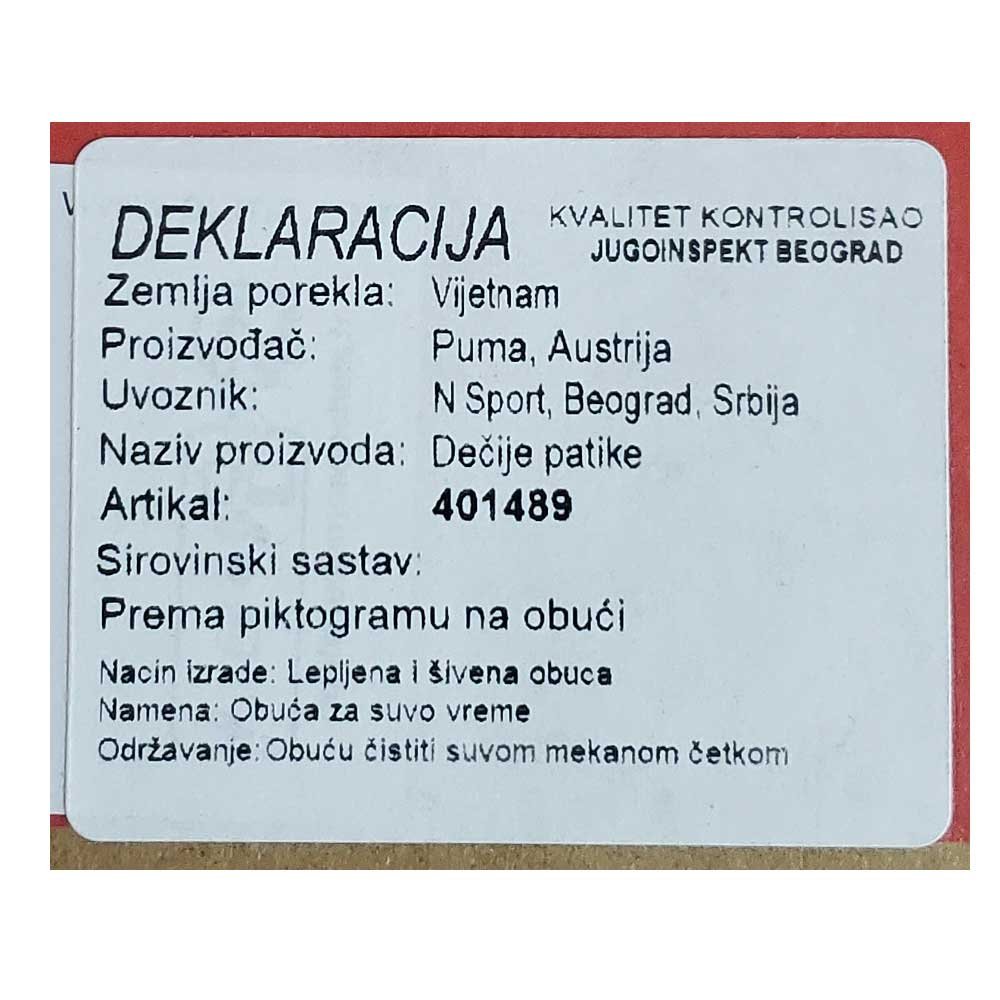 DEKLARACIJA
KVALITET KONTROLISAO
JUGOINSPEKT BEOGRAD
Zemlja porekla: Vijetnam
Proizvođač: Puma, Austrija
Uvoznik: N Sport, Beograd, Srbija
Naziv proizvoda: Dečije patike
Artikal: 401489
Sirovinski sastav:
Prema piktogramu na obući
Nacin izrade: Lepljena i šivena obuca
Namena: Obuća za suvo vreme
Održavanje: Obuću čistiti suvom mekanom četkom